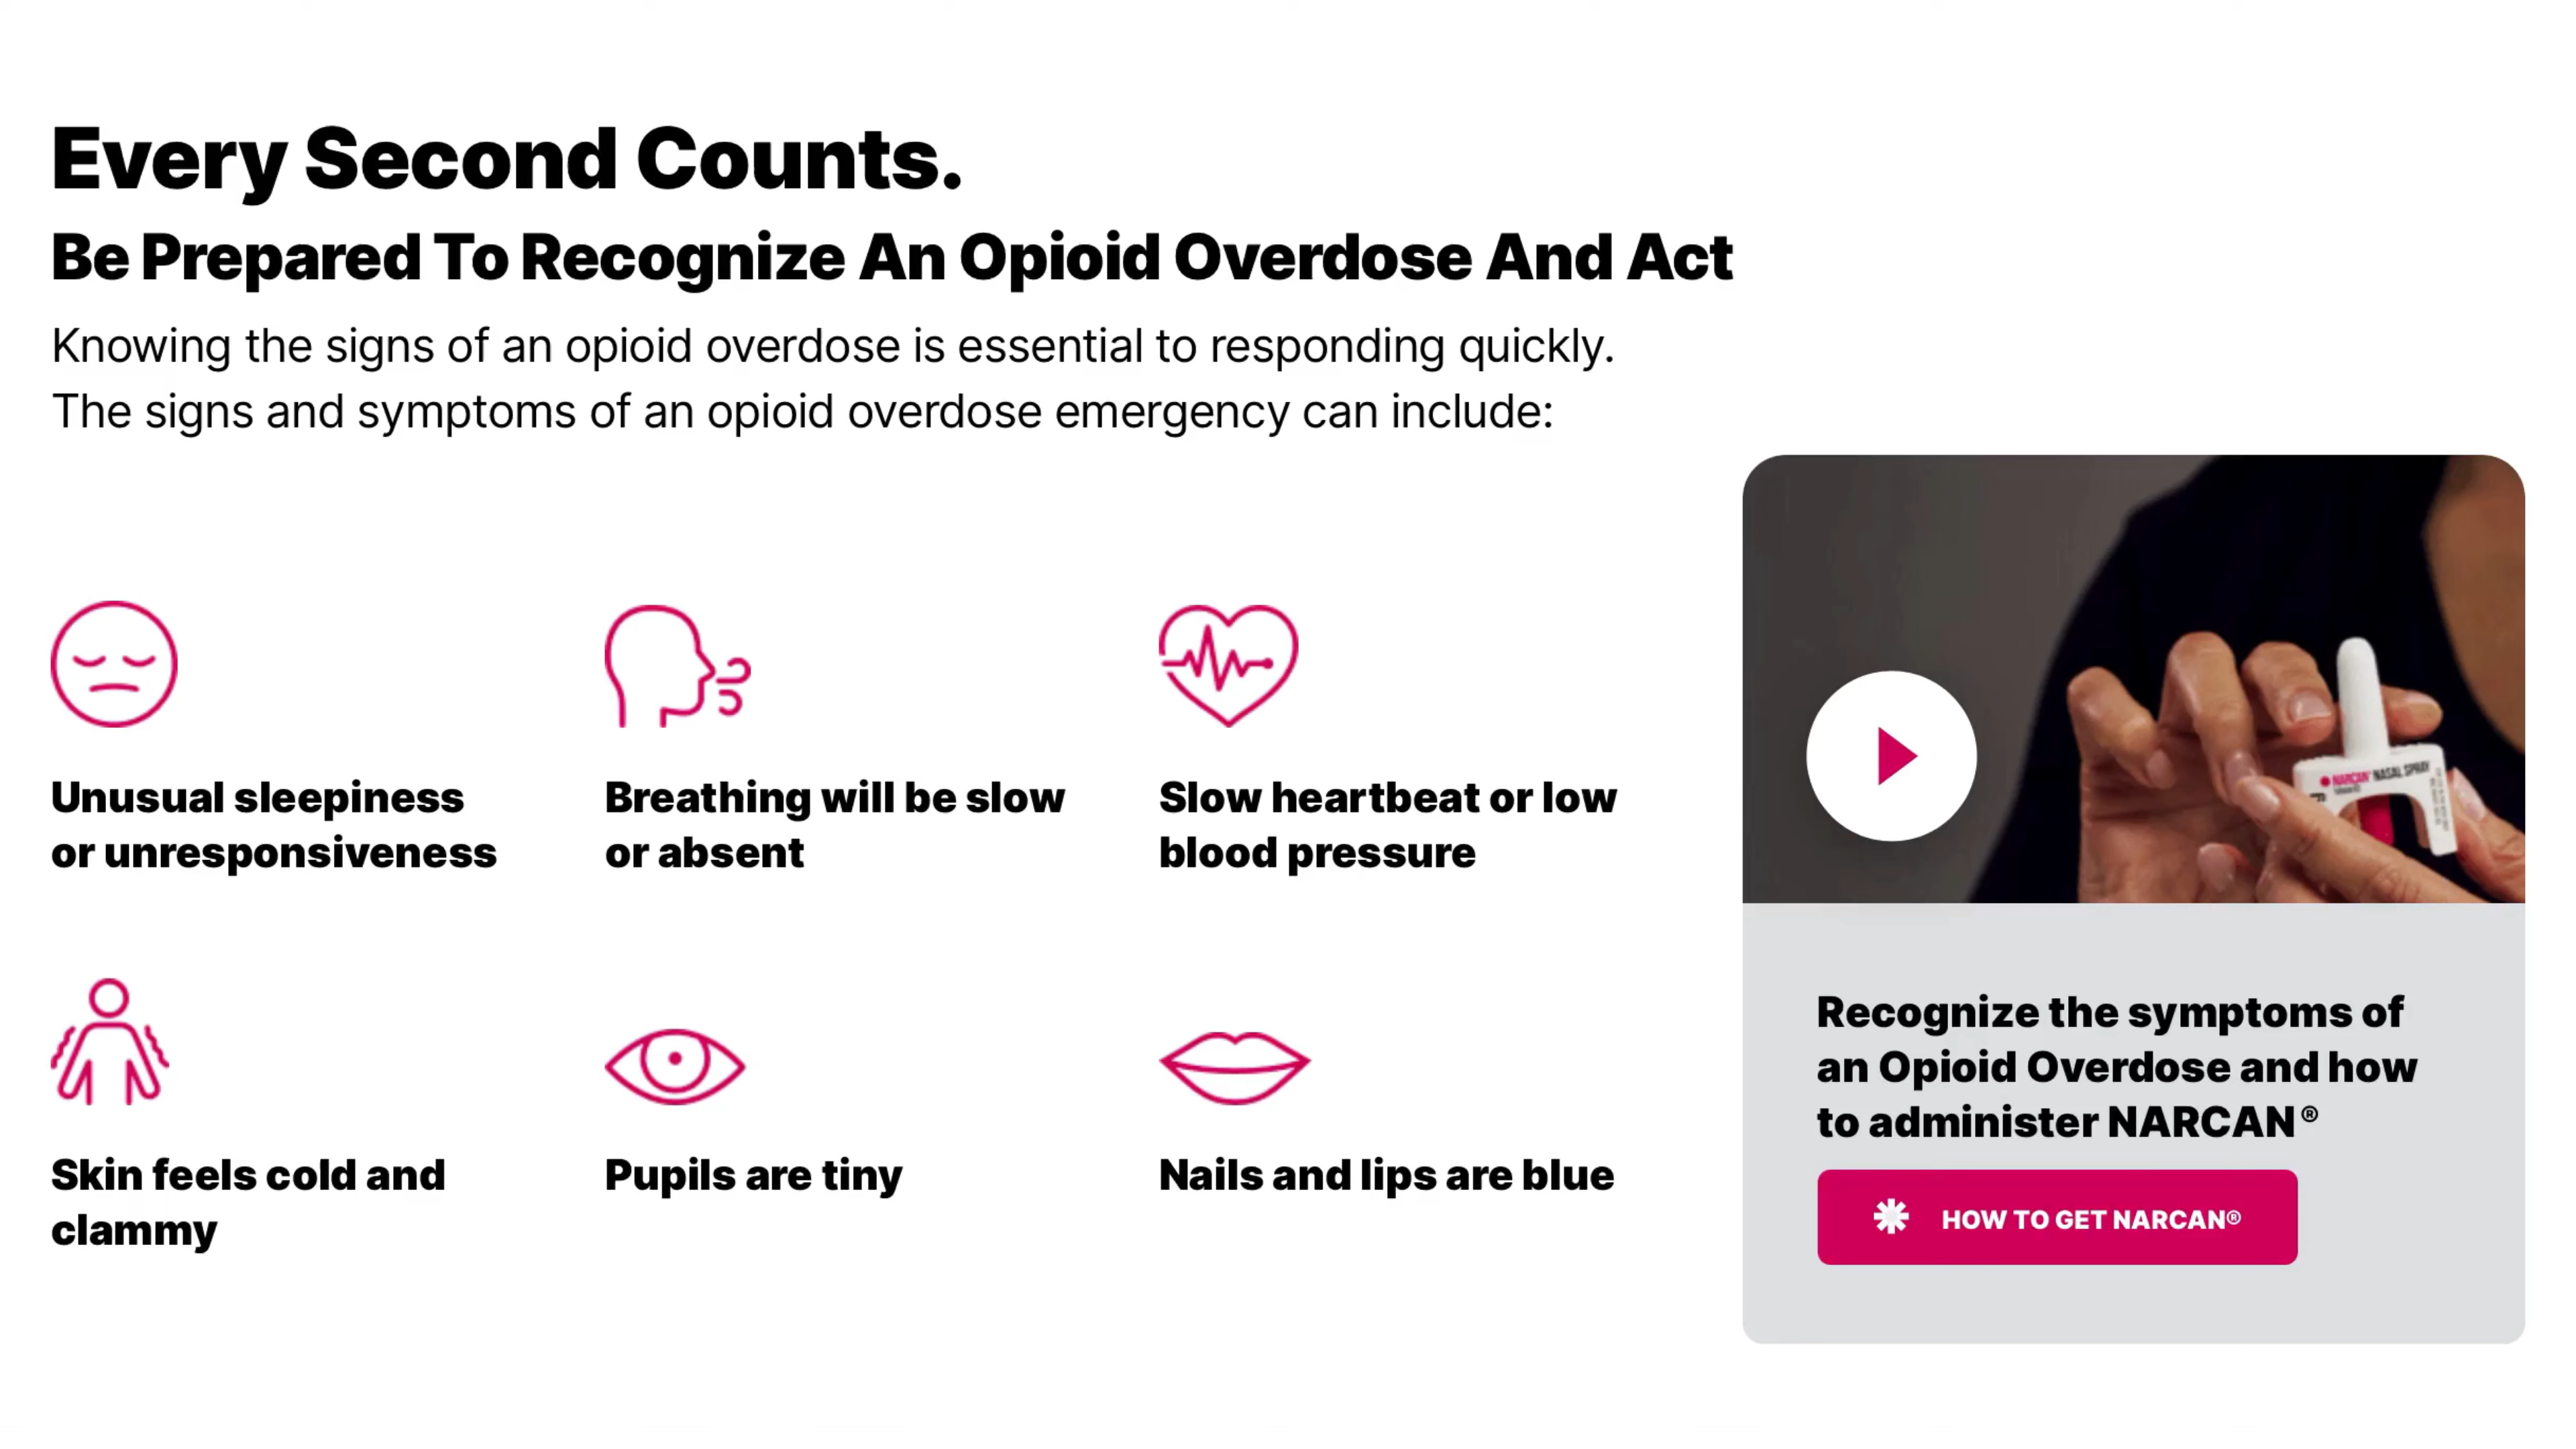 Every Second Counts.
Be Prepared To Recognize An Opioid Overdose And Act
Knowing the signs of an opioid overdose is essential to responding quickly.
The signs and symptoms of an opioid overdose emergency can include:
Unusual sleepiness
or unresponsiveness
Breathing will be slow
or absent
Slow heartbeat or low
blood pressure
Skin feels cold and
clammy
Pupils are tiny
Nails and lips are blue
NARCAN® NASAL SPRAY
Recognize the symptoms of
an Opioid Overdose and how
to administer NARCAN®
HOW TO GET NARCAN®